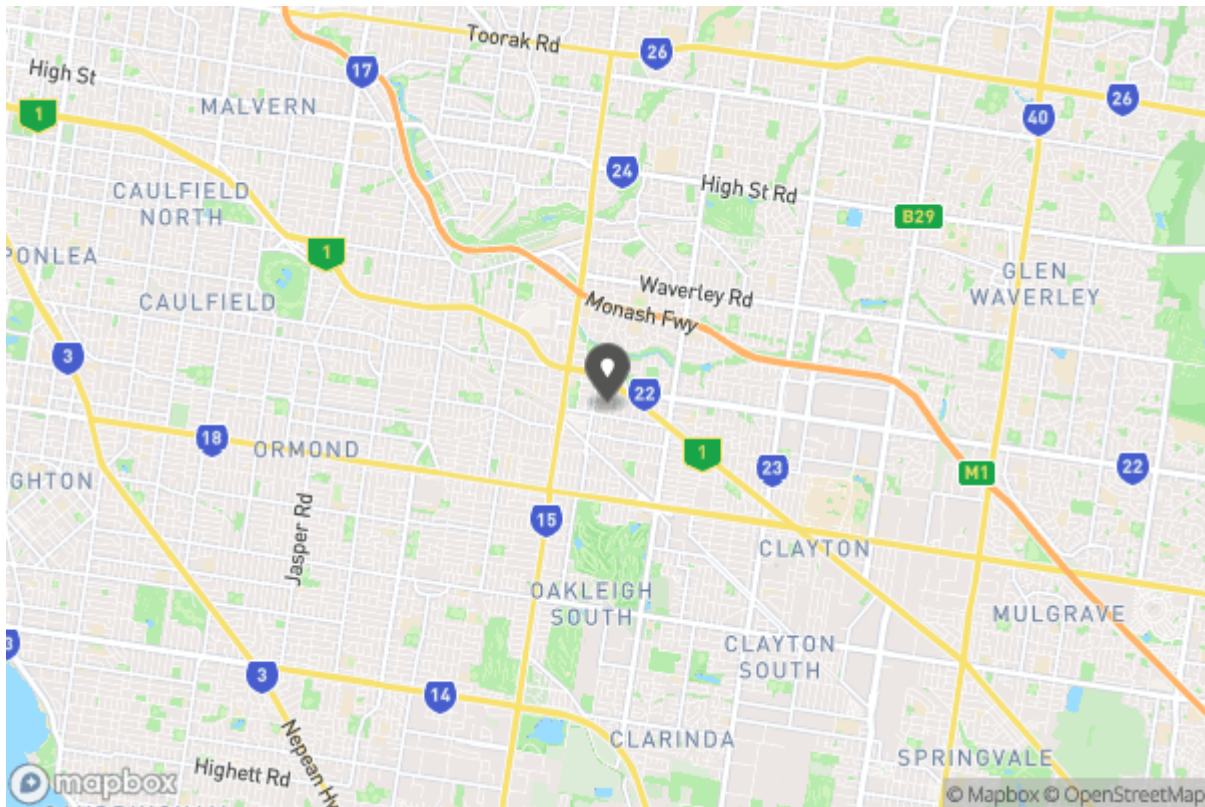 Toorak Rd
26
High St
17
26
1
MALVERN
40
24
High St Rd
CAULFIELD
NORTH
B29
PONLEA
1
GLEN
WAVERLEY
Waverley Rd
CAULFIELD
Monash Fwy
3
22
18
ORMOND
1
GHTON
23
M1
22
15
Jasper Rd
CLAYTON
OAKLEIGH
SOUTH
MULGRAVE
CLAYTON
SOUTH
3
3
14
CLARINDA
Nepean Hw
SPRINGVALE
Highett Rd
mapbox
© Mapbox © OpenStreetMap